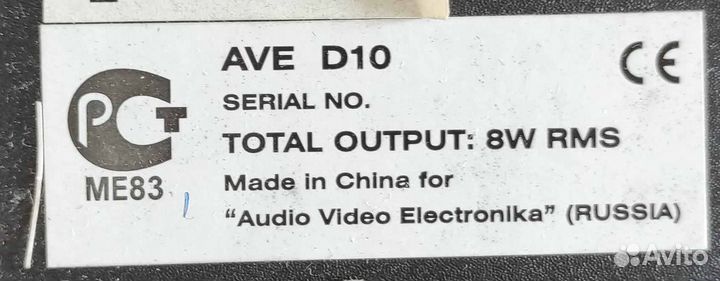 AVE D10
SERIAL NO.
TOTAL OUTPUT: 8W RMS
Made in China for
"Audio Video Electronika" (RUSSIA)
РСТ
ME83
CE
Avito